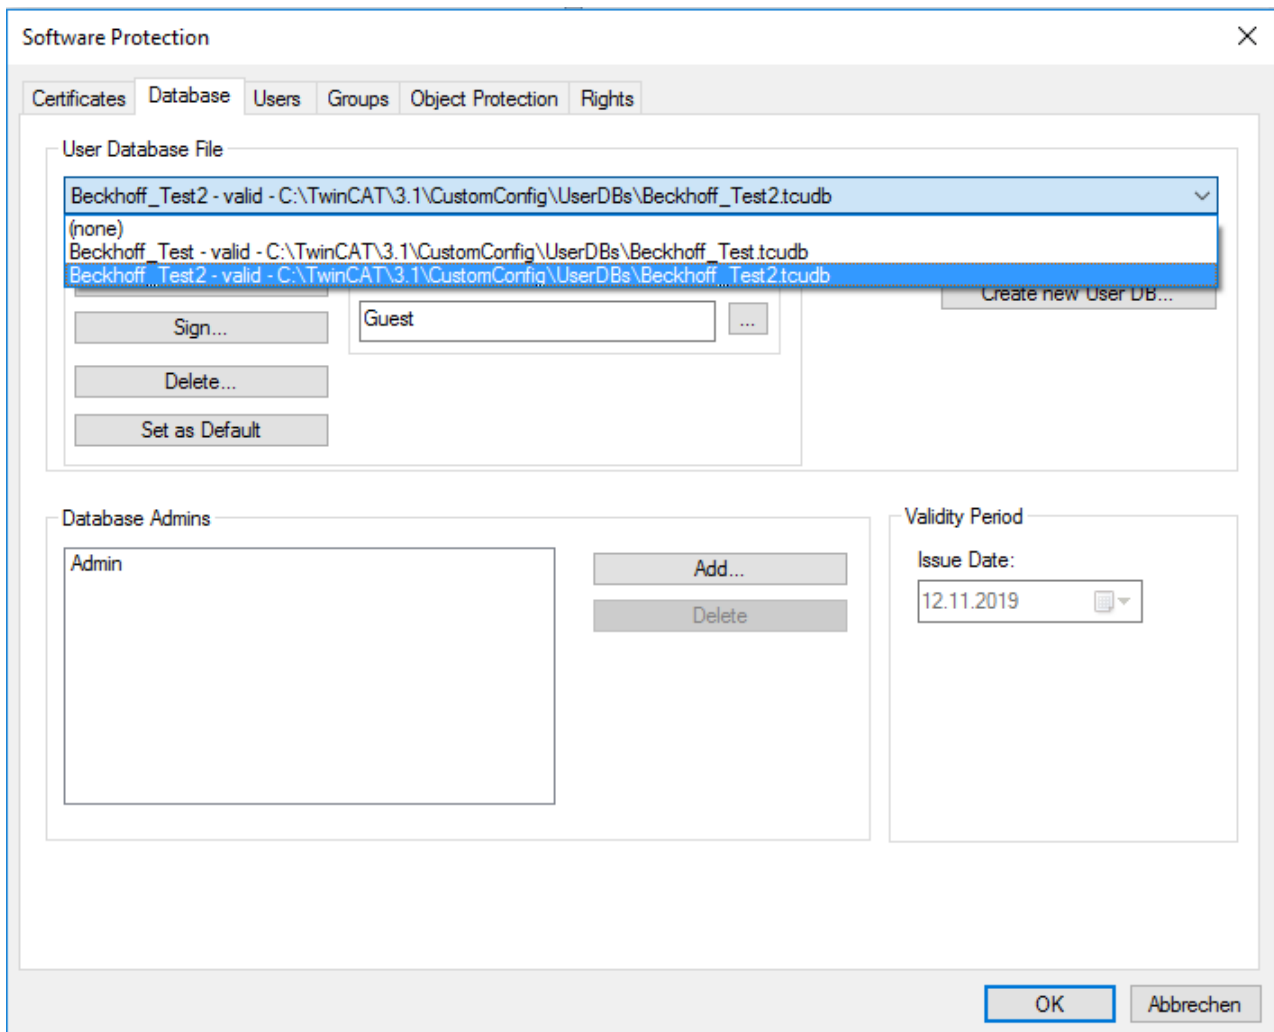 Software Protection
Certificates Database Users Groups Object Protection Rights
User Database File
Beckhoff_Test2 - valid - C:\TwinCAT\3.1\CustomConfig\UserDBs\Beckhoff_Test2.tcudb
(none)
Beckhoff_Test - valid - C:\TwinCAT\3.1\CustomConfig\UserDBs\Beckhoff_Test.tcudb
Beckhoff_Test2 - valid - C:\TwinCAT\3.1\CustomConfig\UserDBs\Beckhoff_Test2.tcudb
Create new User DB...
Sign... Guest ...
Delete...
Set as Default
Database Admins
Validity Period
Admin
Add...
Delete
Issue Date:
12.11.2019
OK Abbrechen